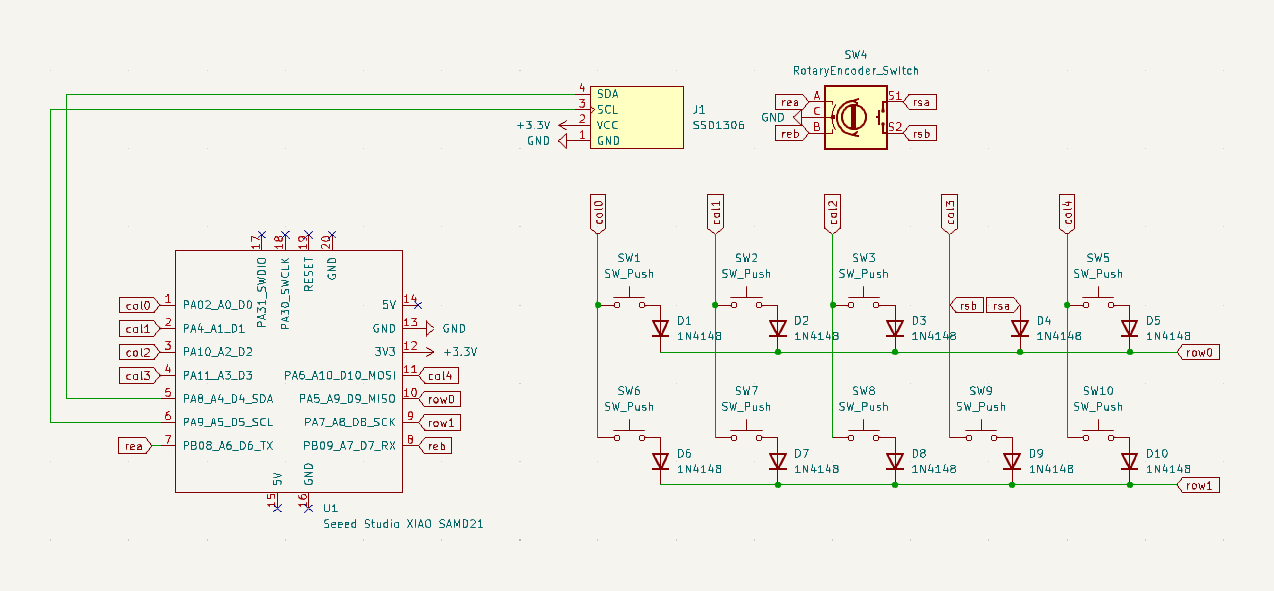 SW4
RotaryEncoder_Switch
4 SDA
3 SCL
+3.3V 2 VCC
GND 1 GND
J1
SSD1306
rea A S1 rsa
GND C
reb B S2 rsb
col0 col1 col2 col3 col4
SW1 SW2 SW3 SW5
SW_Push SW_Push SW_Push SW_Push
rsb rsa
D1 D2 D3 D4 D5
1N4148 1N4148 1N4148 1N4148 1N4148
row0
SW6 SW7 SW8 SW9 SW10
SW_Push SW_Push SW_Push SW_Push SW_Push
D6 D7 D8 D9 D10
1N4148 1N4148 1N4148 1N4148 1N4148
row1
17 18 19 20
PA31_SWDIO PA30_SWCLK RESET GND
col0 1 PA02_A0_D0 5V 14
col1 2 PA4_A1_D1 GND 13 GND
col2 3 PA10_A2_D2 3V3 12 +3.3V
col3 4 PA11_A3_D3 PA6_A10_D10_MOSI 11 col4
5 PA8_A4_D4_SDA PA5_A9_D9_MISO 10 row0
6 PA9_A5_D5_SCL PA7_A8_D8_SCK 9 row1
rea 7 PB08_A6_D6_TX PB09_A7_D7_RX 8 reb
5V GND
15 16
U1
Seeed Studio XIAO SAMD21